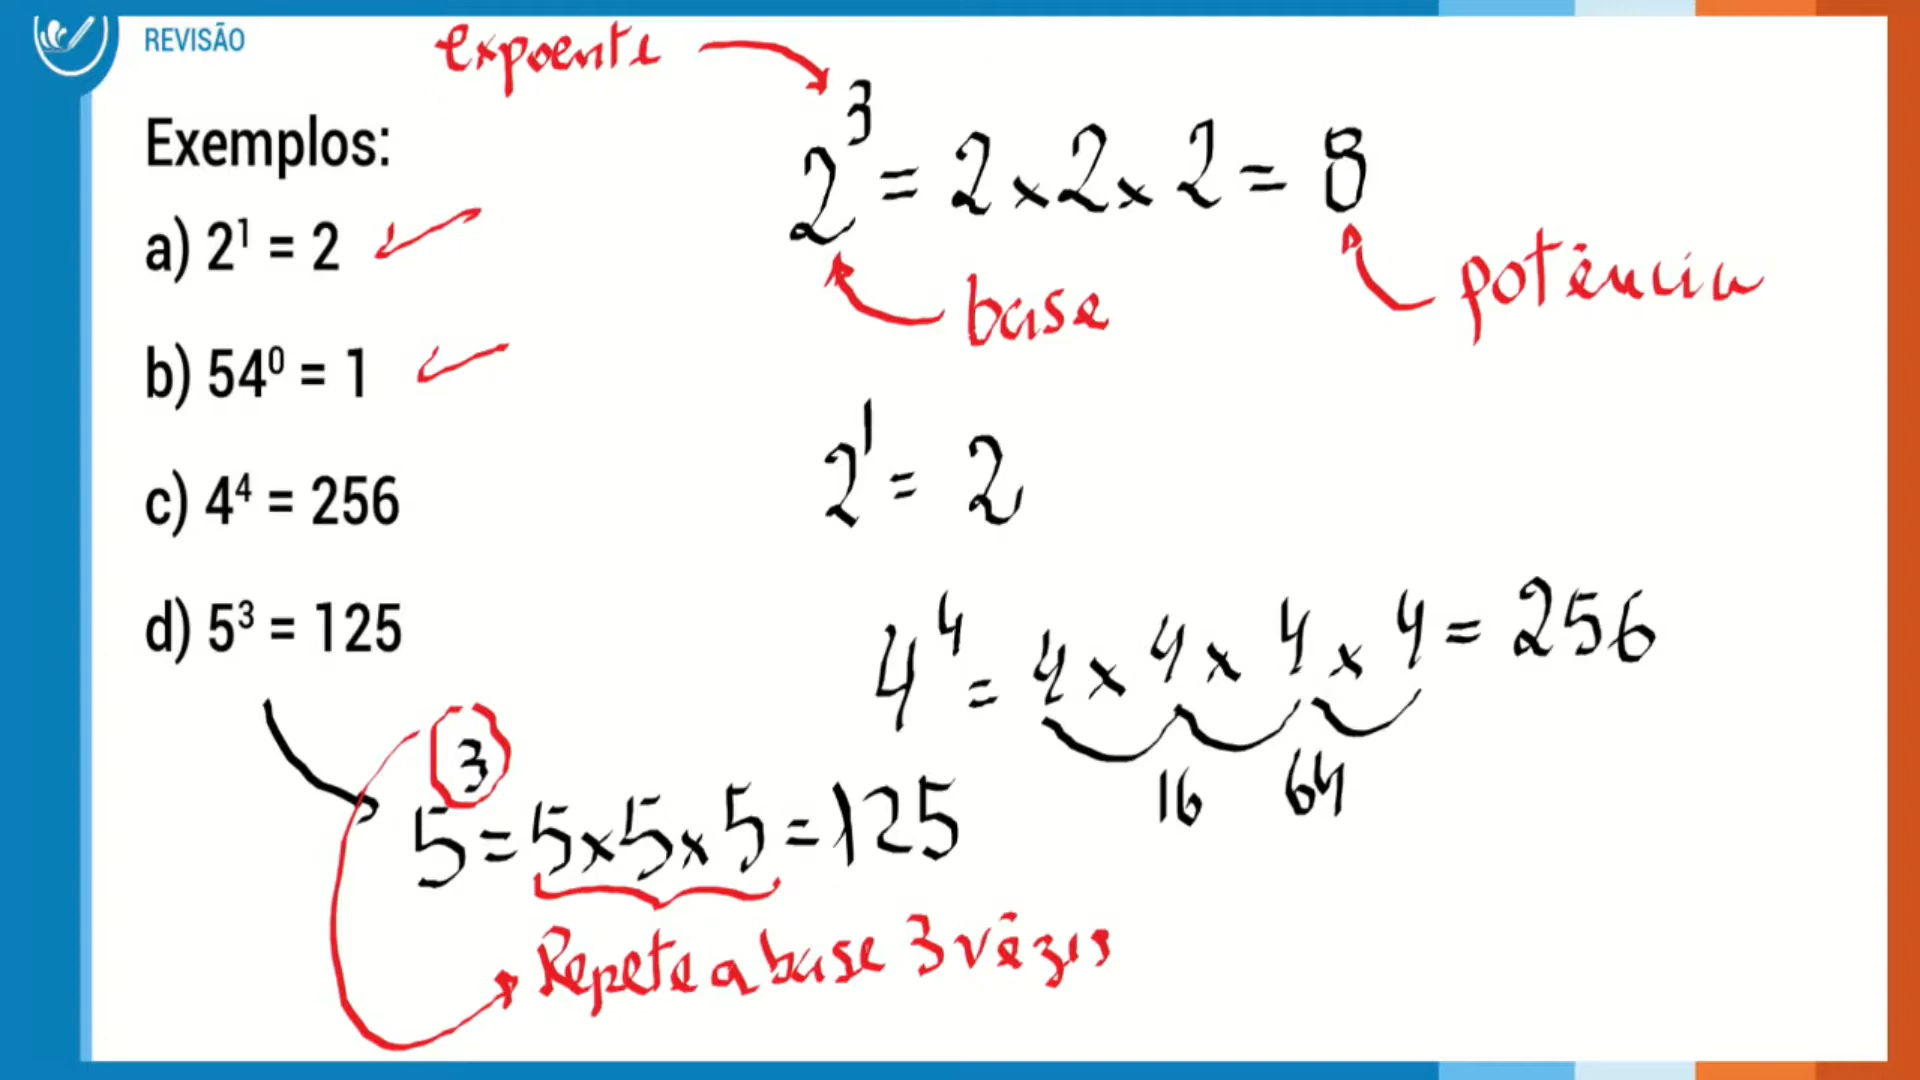 REVISÃO
expoente
Exemplos:
2³ = 2 x 2 x 2 = 8
a) 2¹ = 2
base
potência
b) 54⁰ = 1
2¹ = 2
c) 4⁴ = 256
d) 5³ = 125
4⁴ = 4 x 4 x 4 x 4 = 256
16 64
5³ = 5 x 5 x 5 = 125
Repete a base 3 vêzes